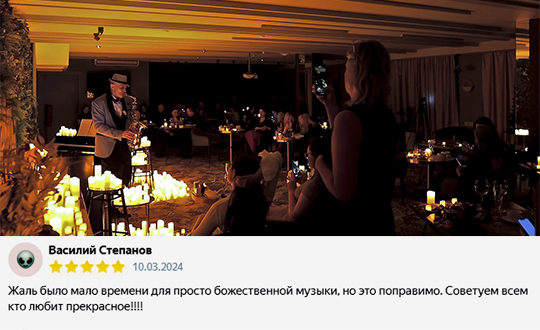 Василий Степанов
10.03.2024
Жаль было мало времени для просто божественной музыки, но это поправимо. Советуем всем
кто любит прекрасное!!!!